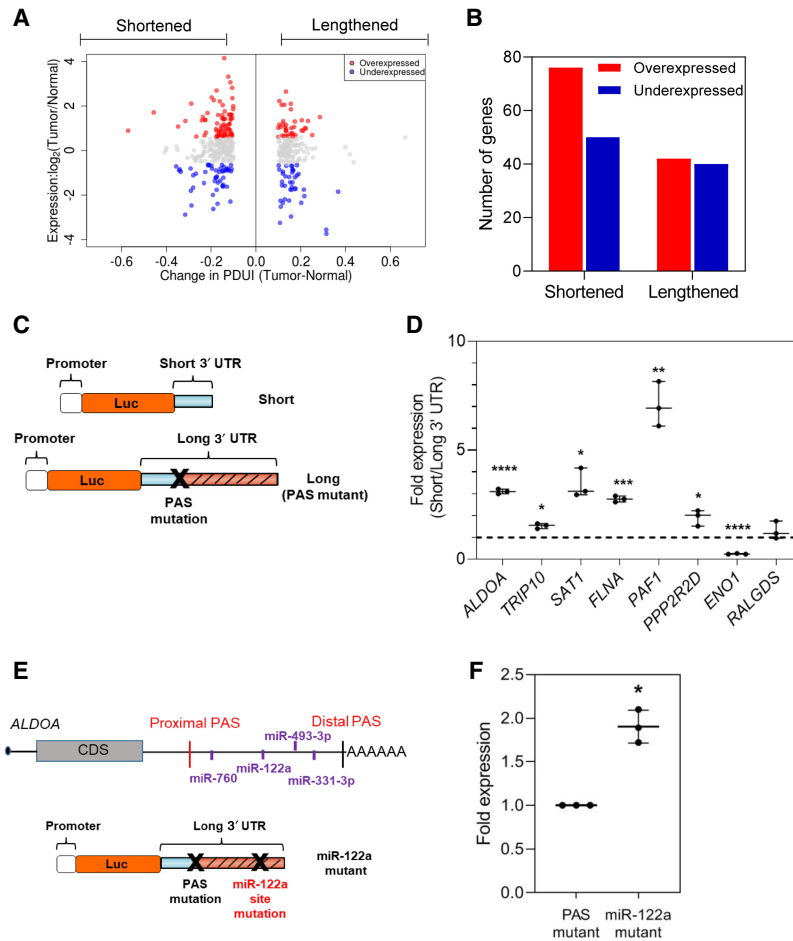 A
Shortened
Lengthened
Overexpressed
Underexpressed
Expression:log2(Tumor/Normal)
4
2
0
-2
-4
-0.6
-0.4
-0.2
0.0
0.2
0.4
0.6
Change in PDUI (Tumor-Normal)
B
Number of genes
80
60
40
20
0
Overexpressed
Underexpressed
Shortened
Lengthened
C
Promoter
Short 3′ UTR
Luc
Short
Promoter
Long 3′ UTR
Luc
X
Long
(PAS mutant)
PAS
mutation
D
Fold expression
(Short/Long 3' UTR)
10
5
0
****
*
*
***
**
*
****
ALDOA
TRIP10
SAT1
FLNA
PAF1
PPP2R2D
ENO1
RALGDS
E
ALDOA
Proximal PAS
Distal PAS
miR-493-3p
CDS
AAAAAA
miR-760
miR-122a
miR-331-3p
Promoter
Long 3′ UTR
Luc
X
X
miR-122a
mutant
PAS
mutation
miR-122a
site
mutation
F
Fold expression
2.5
2.0
1.5
1.0
0.5
0.0
*
PAS
mutant
miR-122a
mutant